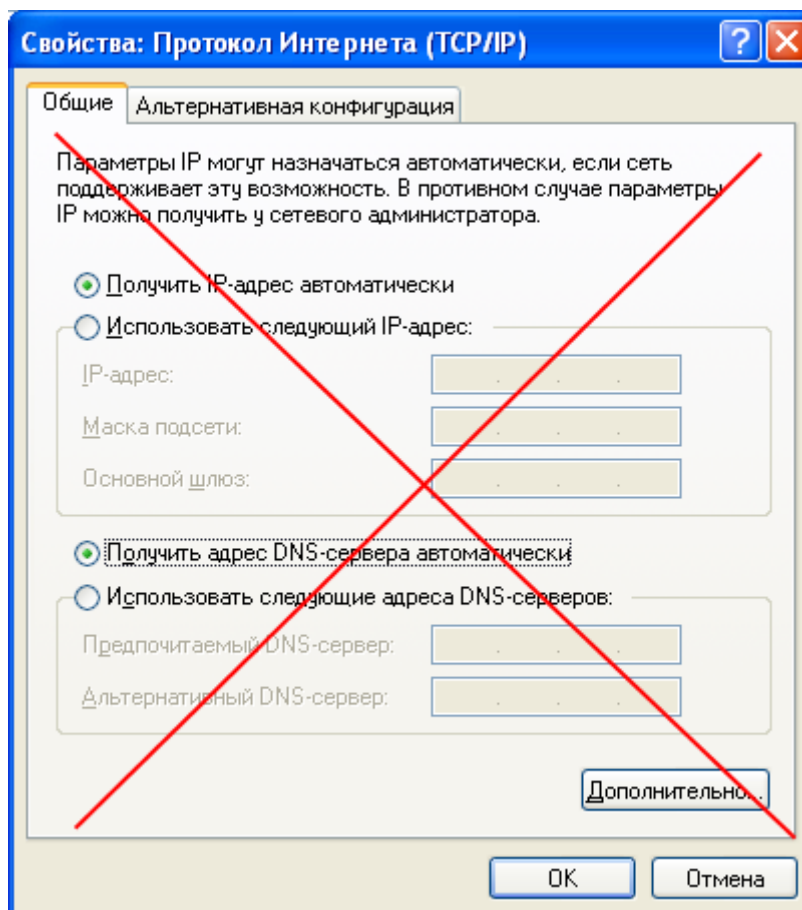 Свойства: Протокол Интернета (TCP/IP)
Общие
Альтернативная конфигурация
Параметры IP могут назначаться автоматически, если сеть
поддерживает эту возможность. В противном случае параметры
IP можно получить у сетевого администратора.
Получить IP-адрес автоматически
Использовать следующий IP-адрес:
IP-адрес:
Маска подсети:
Основной шлюз:
Получить адрес DNS-сервера автоматически
Использовать следующие адреса DNS-серверов:
Предпочитаемый DNS-сервер:
Альтернативный DNS-сервер:
Дополнительно...
OK
Отмена